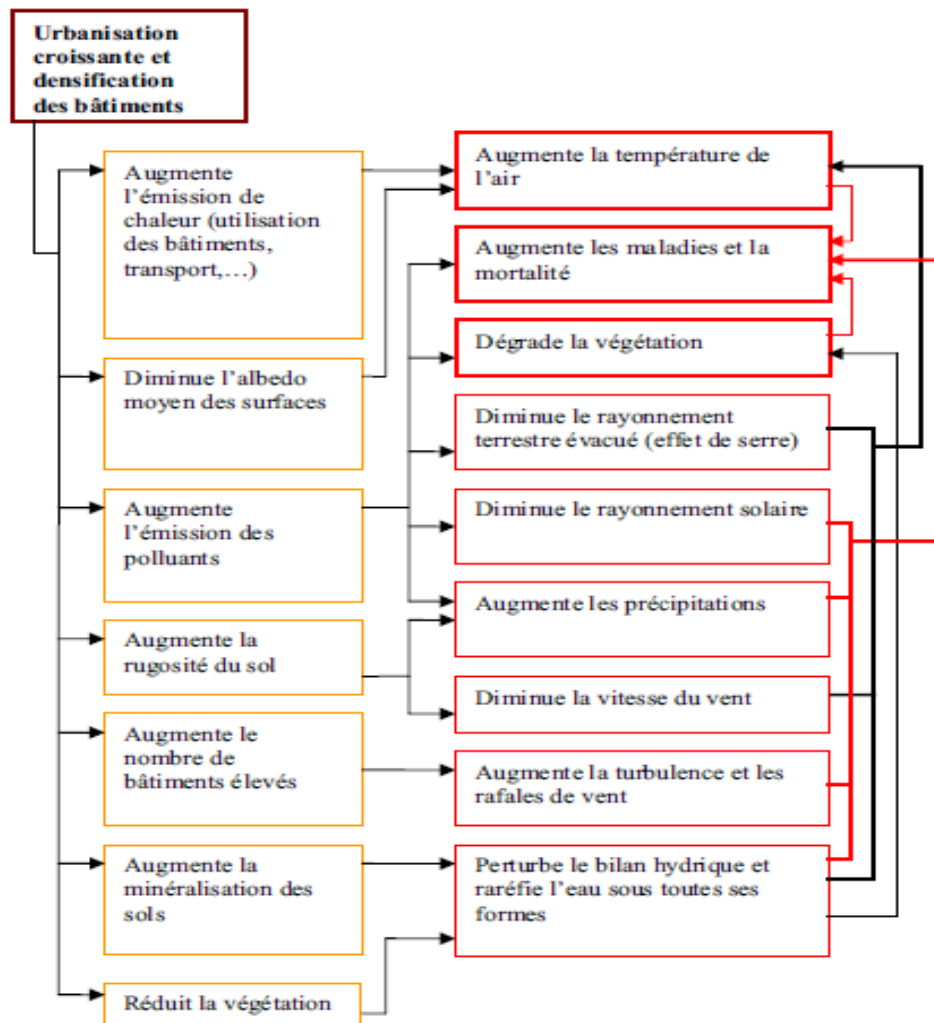 Urbanisation
croissante et
densification
des bâtiments
Augmente
l'émission de
chaleur (utilisation
des bâtiments,
transport,…)
Diminue l'albedo
moyen des surfaces
Augmente
l'émission des
polluants
Augmente la
rugosité du sol
Augmente le
nombre de
bâtiments élevés
Augmente la
minéralisation des
sols
Réduit la végétation
Augmente la température de
l'air
Augmente les maladies et la
mortalité
Dégrade la végétation
Diminue le rayonnement
terrestre évacué (effet de serre)
Diminue le rayonnement solaire
Augmente les précipitations
Diminue la vitesse du vent
Augmente la turbulence et les
rafales de vent
Perturbe le bilan hydrique et
raréfie l'eau sous toutes ses
formes